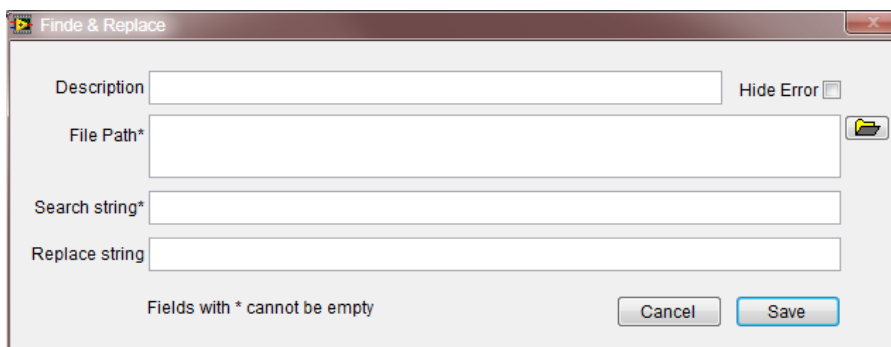 Finde & Replace
Description
Hide Error
File Path*
Search string*
Replace string
Fields with * cannot be empty
Cancel
Save